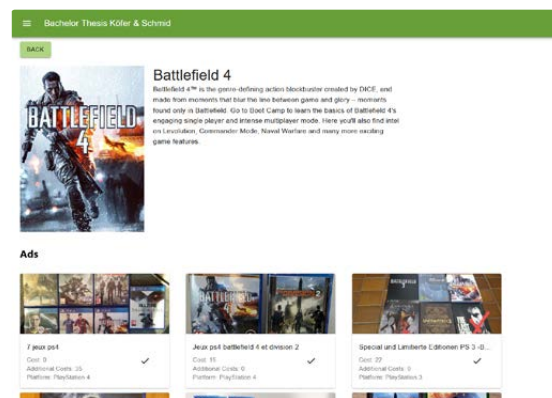 Bachelor Thesis Köfer & Schmid
BACK
Battlefield 4
Battlefield 4™ is the genre-defining action blockbuster created by DICE, and
made from moments that blur the line between game and glory – moments
found only in Battlefield. Go to Boot Camp to learn the basics of Battlefield 4's
engaging single player and intense multiplayer mode. Here you'll also find intel
on Levolution, Commander Mode, Naval Warfare and many more exciting
game features.
BATTLEFIELD
4
Ads
7 jeux ps4
Cost: 0
Additional Costs: 35
Platform: PlayStation 4
Jeux ps4 battlefield 4 et division 2
Cost: 15
Additional Costs: 0
Platform: PlayStation 4
Special und Limitierte Editionen PS 3 -0...
Cost: 22
Additional Costs: 9
Platform: PlayStation 3